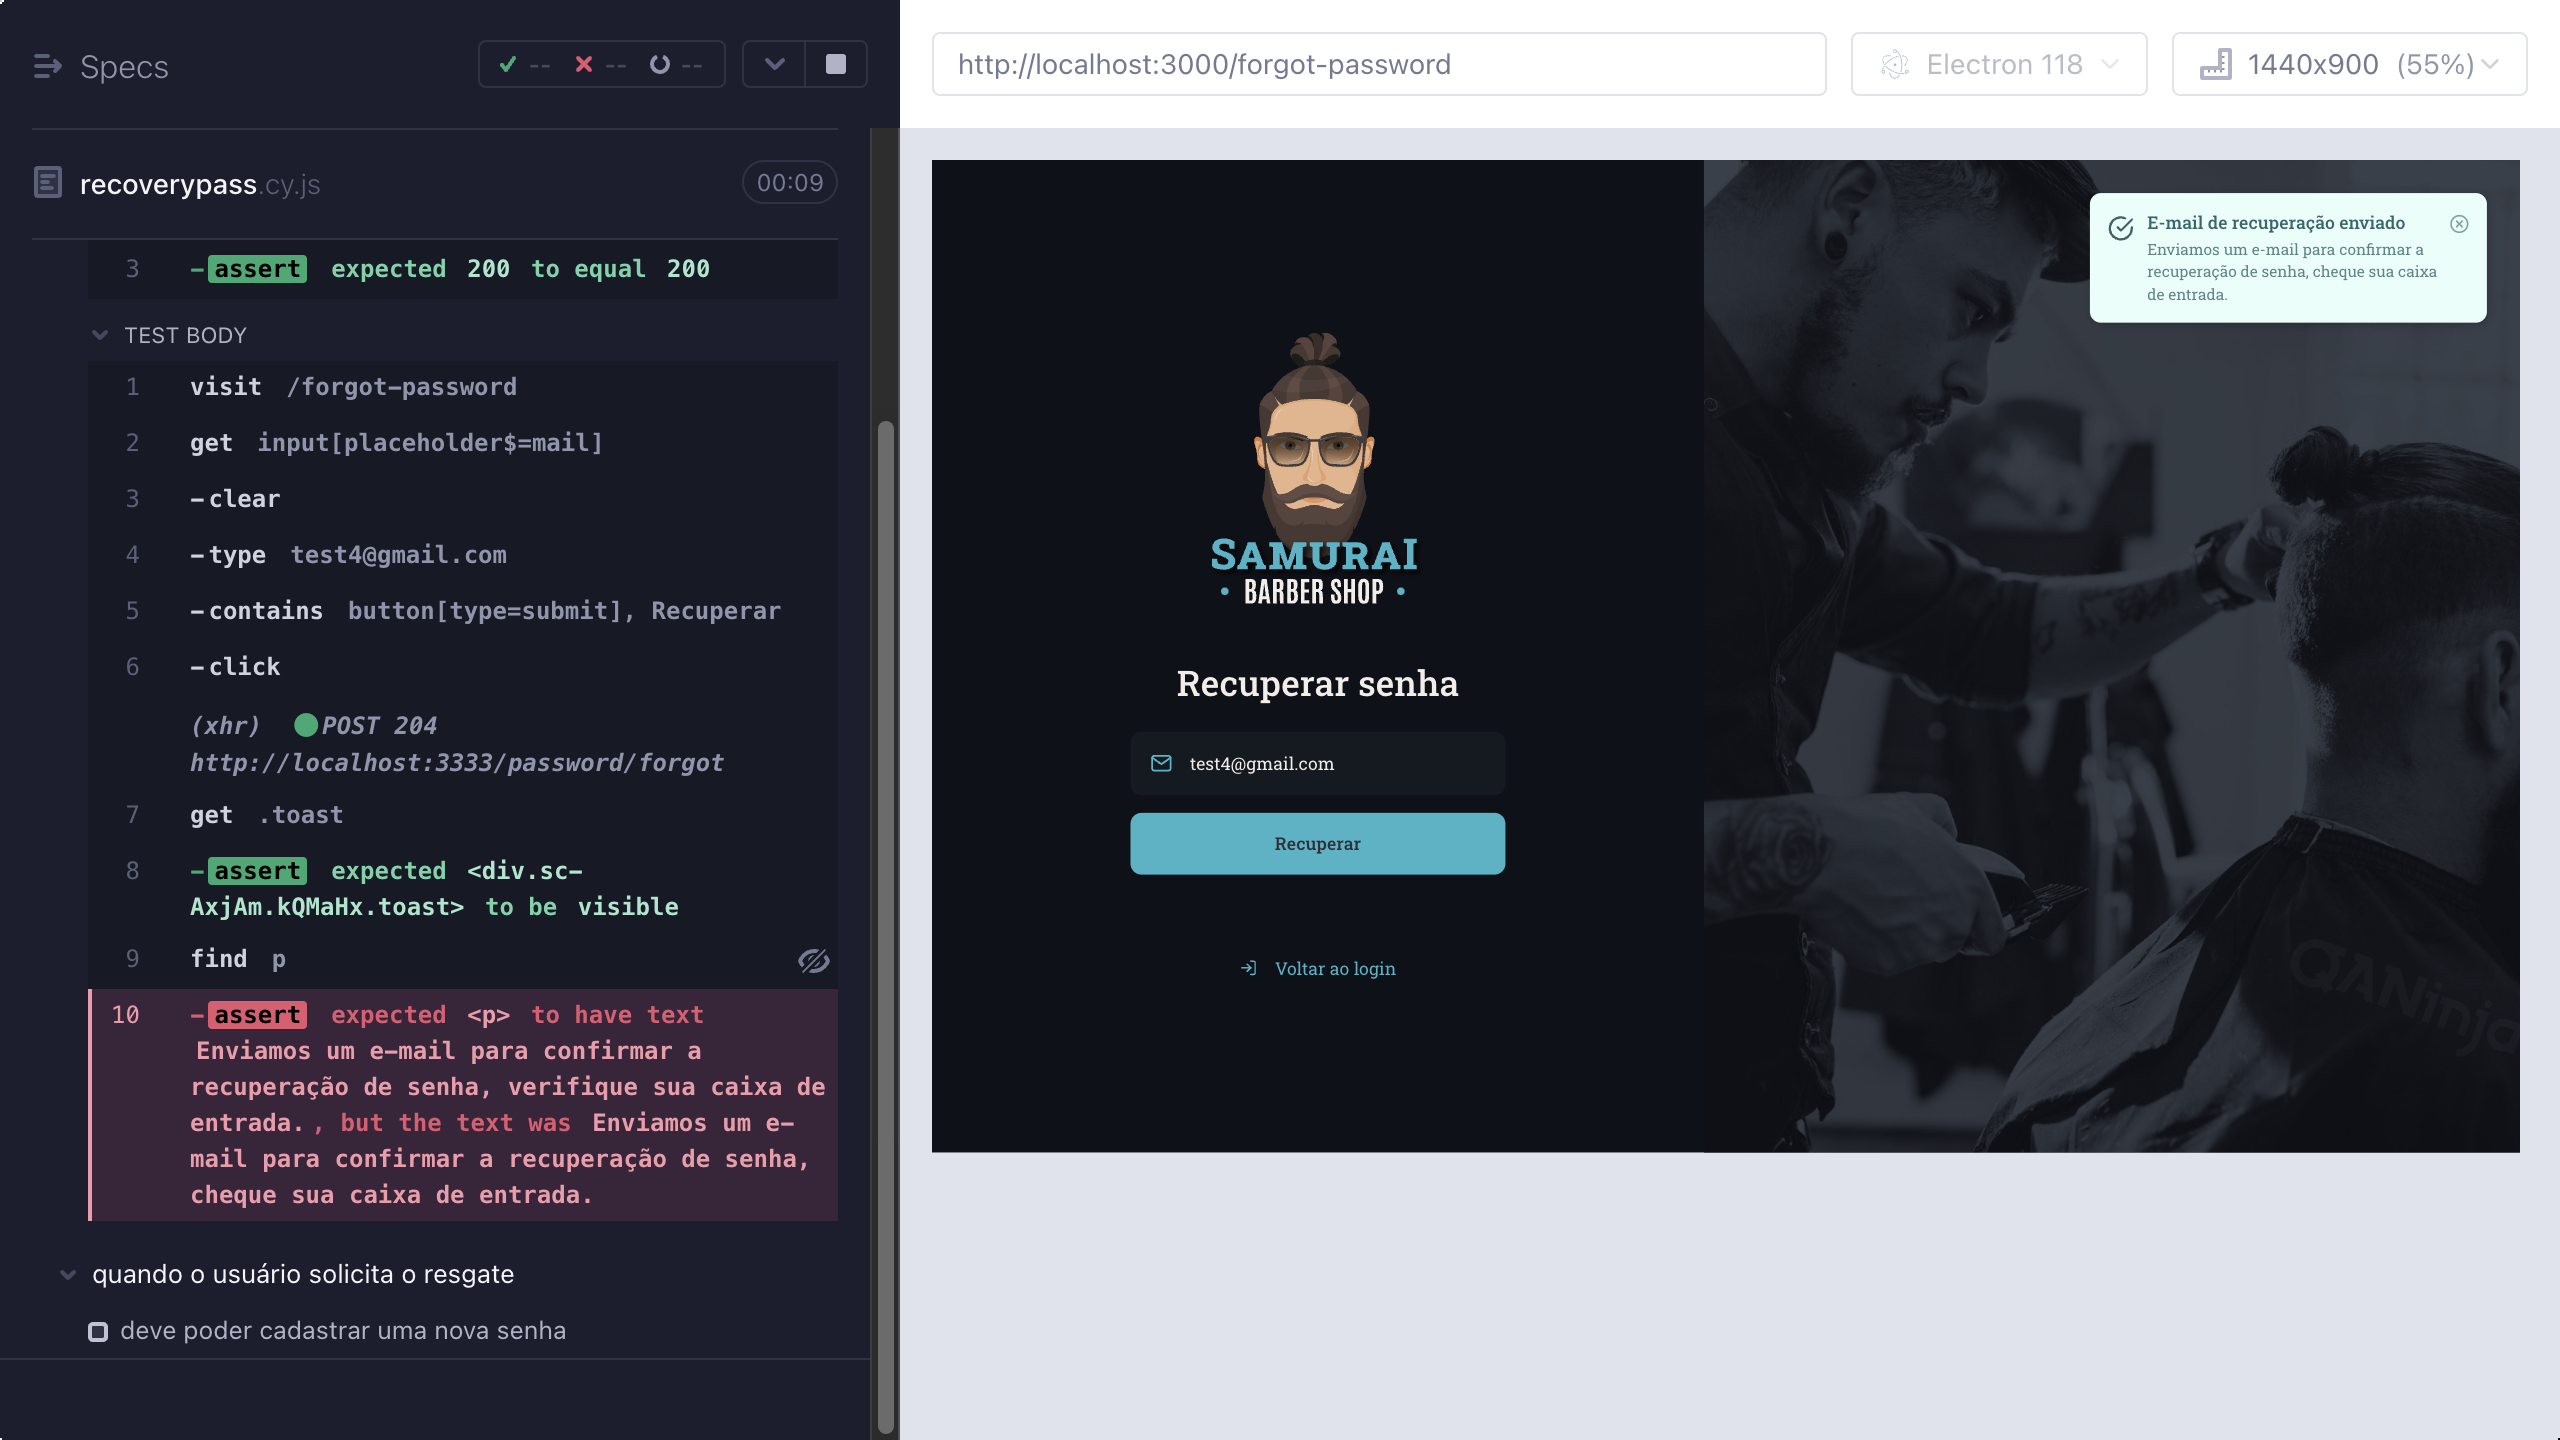 Specs
-- -- --
recoverypass.cy.js 00:09
3 -assert expected 200 to equal 200
TEST BODY
1 visit /forgot-password
2 get input[placeholder$=mail]
3 -clear
4 -type test4@gmail.com
5 -contains button[type=submit], Recuperar
6 -click
(xhr) POST 204
http://localhost:3333/password/forgot
7 get .toast
8 -assert expected <div.sc-
AxjAm.kQMaHx.toast> to be visible
9 find p
10 -assert expected <p> to have text
Enviamos um e-mail para confirmar a
recuperação de senha, verifique sua caixa de
entrada., but the text was Enviamos um e-
mail para confirmar a recuperação de senha,
cheque sua caixa de entrada.
quando o usuário solicita o resgate
deve poder cadastrar uma nova senha
http://localhost:3000/forgot-password
Electron 118
1440x900 (55%)
E-mail de recuperação enviado
Enviamos um e-mail para confirmar a
recuperação de senha, cheque sua caixa
de entrada.
SAMURAI
• BARBER SHOP •
Recuperar senha
test4@gmail.com
Recuperar
Voltar ao login
QANinja